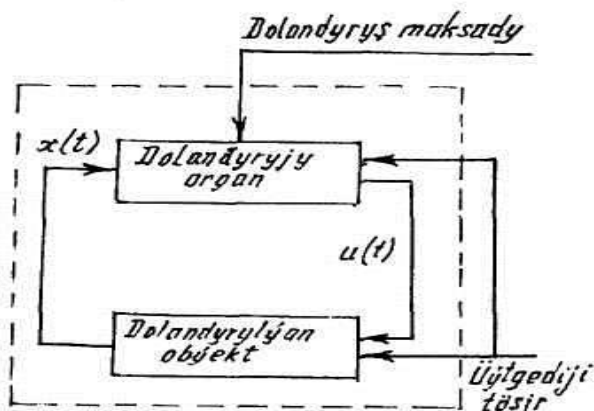 Dolandyryş maksady
x(t)
Dolandyryjy
organ
u(t)
Dolandyrylýan
obýekt
Üýtgediji
täsir